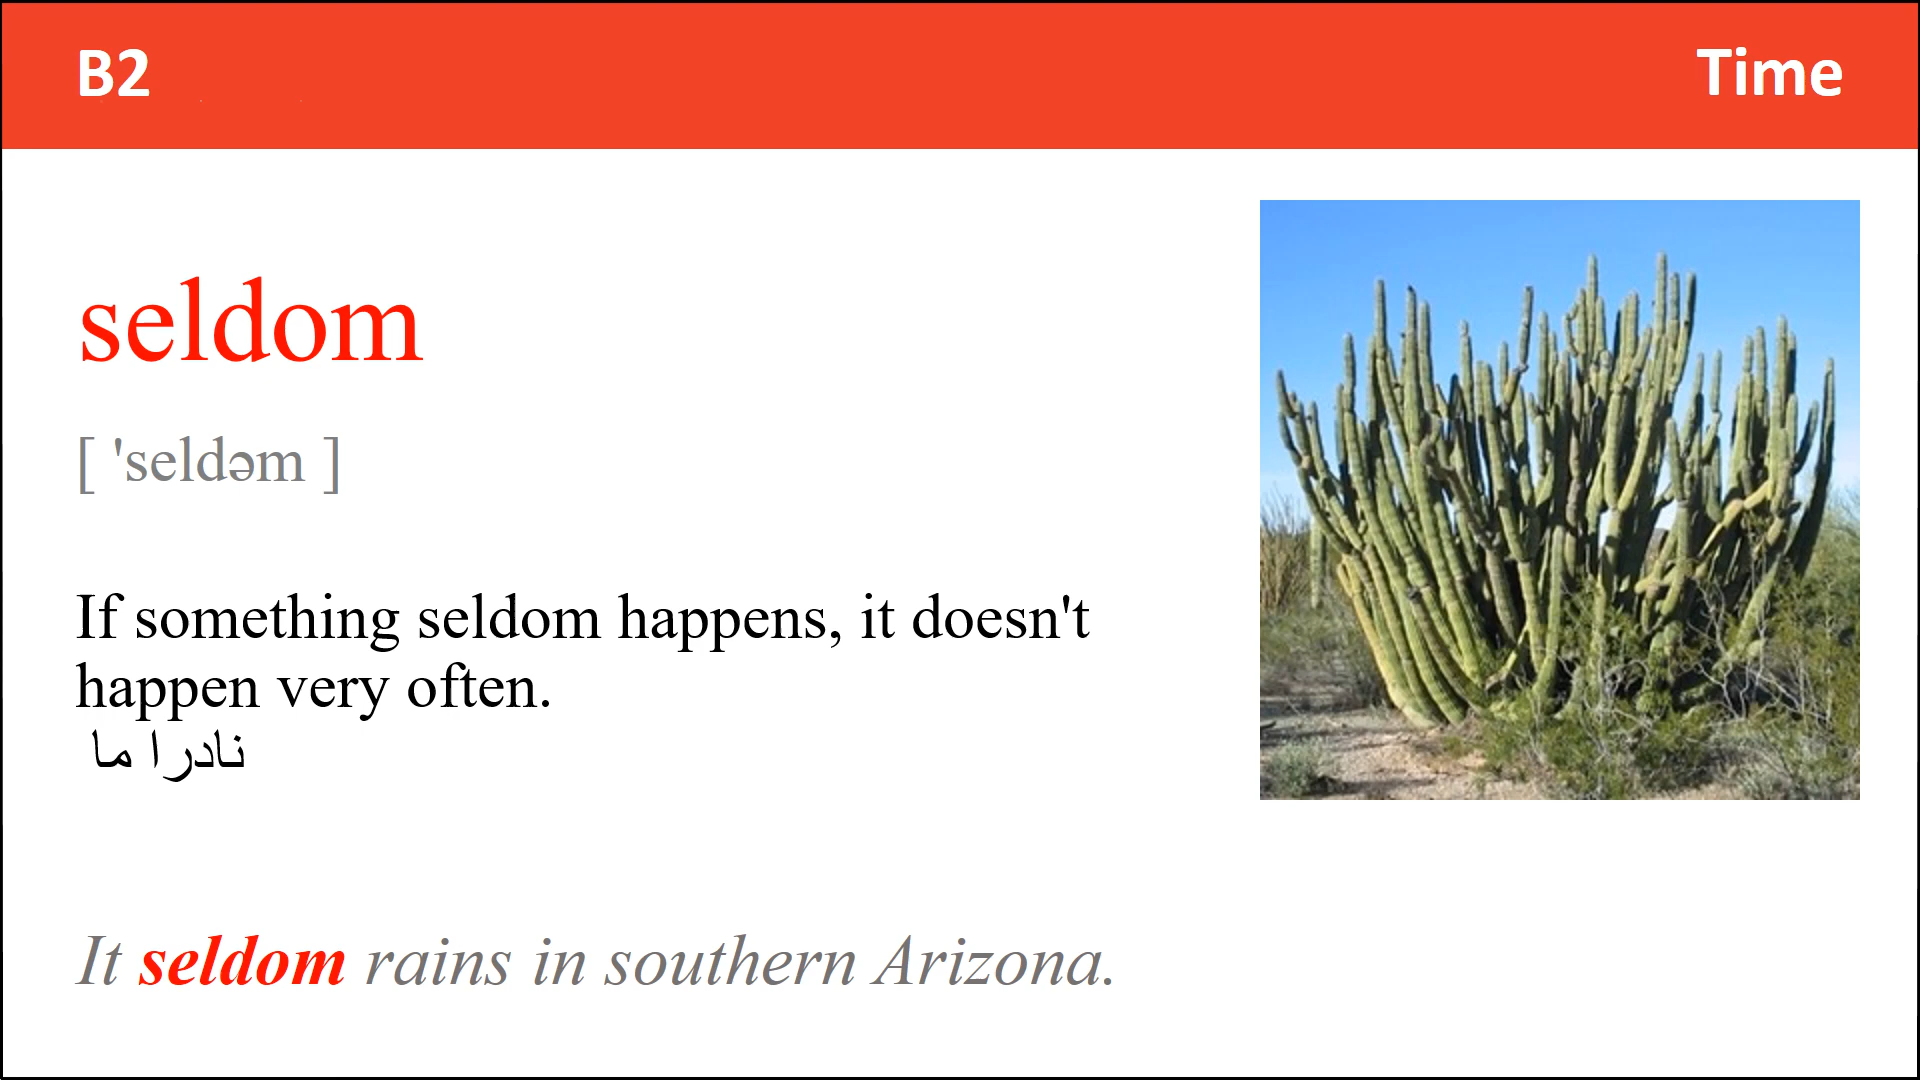 B2
Time
seldom
[ 'seldəm ]
If something seldom happens, it doesn't
happen very often.
نادرا ما
It seldom rains in southern Arizona.